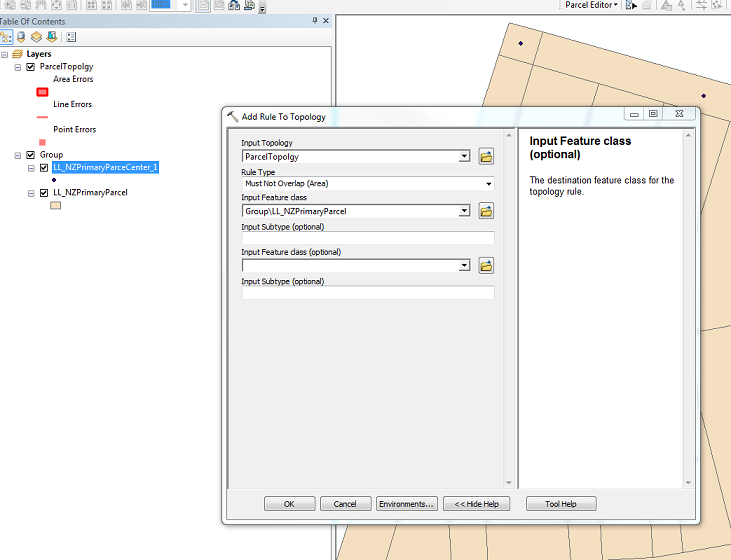 100%
Parcel Editor
Table Of Contents
Layers
ParcelTopolgy
Area Errors
Line Errors
Point Errors
Group
LL_NZPrimaryParceCenter_1
LL_NZPrimaryParcel
Add Rule To Topology
Input Topology
ParcelTopolgy
Rule Type
Must Not Overlap (Area)
Input Feature class
Group\LL_NZPrimaryParcel
Input Subtype (optional)
Input Feature class (optional)
Input Subtype (optional)
OK
Cancel
Environments...
<< Hide Help
Input Feature class
(optional)
The destination feature class for the
topology rule.
Tool Help